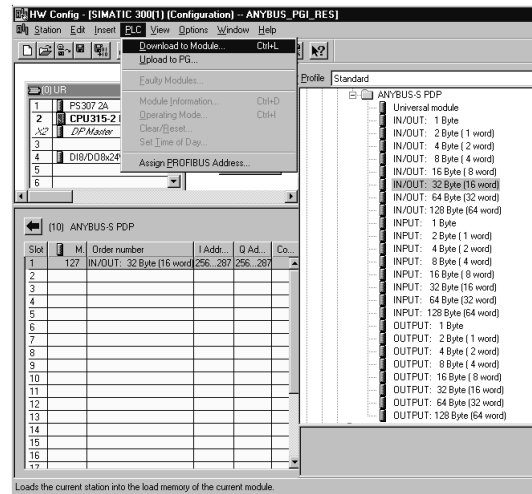 HW Config - [SIMATIC 300(1) (Configuration) -- ANYBUS_PGI_RES]
Station Edit Insert PLC View Options Window Help
Download to Module... Ctrl+L
Upload to PG...
Faulty Modules...
Module Information... Ctrl+D
Operating Mode... Ctrl+I
Clear/Reset...
Set Time of Day...
Assign PROFIBUS Address...
(0) UR
1 PS307 2A
2 CPU315-2
X2 DP Master
3
4 DI8/DO8x24
5
6
(10) ANYBUS-S PDP
Slot M. Order number I Addr... Q Ad... Co...
1 127 IN/OUT: 32 Byte (16 word) 256...287 256...287
2
3
4
5
6
7
8
9
10
11
12
13
14
15
16
17
Profile Standard
ANYBUS-S PDP
Universal module
IN/OUT: 1 Byte
IN/OUT: 2 Byte ( 1 word)
IN/OUT: 4 Byte ( 2 word)
IN/OUT: 8 Byte ( 4 word)
IN/OUT: 16 Byte ( 8 word)
IN/OUT: 32 Byte (16 word)
IN/OUT: 64 Byte (32 word)
IN/OUT: 128 Byte (64 word)
INPUT: 1 Byte
INPUT: 2 Byte ( 1 word)
INPUT: 4 Byte ( 2 word)
INPUT: 8 Byte ( 4 word)
INPUT: 16 Byte ( 8 word)
INPUT: 32 Byte (16 word)
INPUT: 64 Byte (32 word)
INPUT: 128 Byte (64 word)
OUTPUT: 1 Byte
OUTPUT: 2 Byte ( 1 word)
OUTPUT: 4 Byte ( 2 word)
OUTPUT: 8 Byte ( 4 word)
OUTPUT: 16 Byte ( 8 word)
OUTPUT: 32 Byte (16 word)
OUTPUT: 64 Byte (32 word)
OUTPUT: 128 Byte (64 word)
Loads the current station into the load memory of the current module.